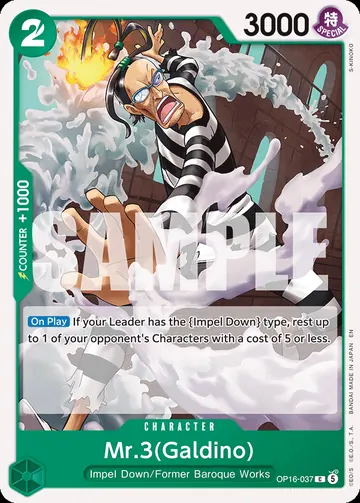 2
3000
特
SPECIAL
S-KINOKO
COUNTER +1000
SAMPLE
On Play If your Leader has the {Impel Down} type, rest up
to 1 of your opponent's Characters with a cost of 5 or less.
CHARACTER
Mr.3(Galdino)
Impel Down/Former Baroque Works
OP16-037 C 5
©E.O./S. ©E.O./S., T.A. BANDAI MADE IN JAPAN EN